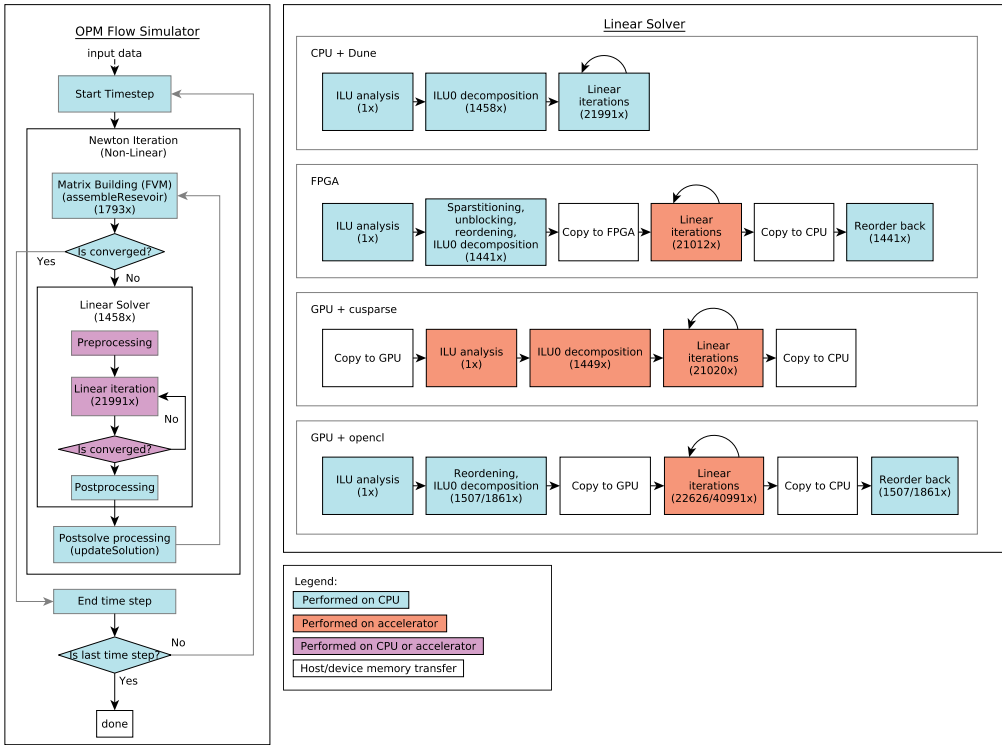 OPM Flow Simulator
input data
Start Timestep
Newton Iteration
(Non-Linear)
Matrix Building (FVM)
(assembleResevoir)
(1793x)
Is converged?
Yes
No
Linear Solver
(1458x)
Preprocessing
Linear iteration
(21991x)
No
Is converged?
Postprocessing
Postsolve processing
(updateSolution)
End time step
No
Is last time step?
Yes
done
Linear Solver
CPU + Dune
ILU analysis
(1x)
ILU0 decomposition
(1458x)
Linear
iterations
(21991x)
FPGA
ILU analysis
(1x)
Sparstitioning,
unblocking,
reordering,
ILU0 decomposition
(1441x)
Copy to FPGA
Linear
iterations
(21012x)
Copy to CPU
Reorder back
(1441x)
GPU + cusparse
Copy to GPU
ILU analysis
(1x)
ILU0 decomposition
(1449x)
Linear
iterations
(21020x)
Copy to CPU
GPU + opencl
ILU analysis
(1x)
Reordening,
ILU0 decomposition
(1507/1861x)
Copy to GPU
Linear
iterations
(22626/40991x)
Copy to CPU
Reorder back
(1507/1861x)
Legend:
Performed on CPU
Performed on accelerator
Performed on CPU or accelerator
Host/device memory transfer